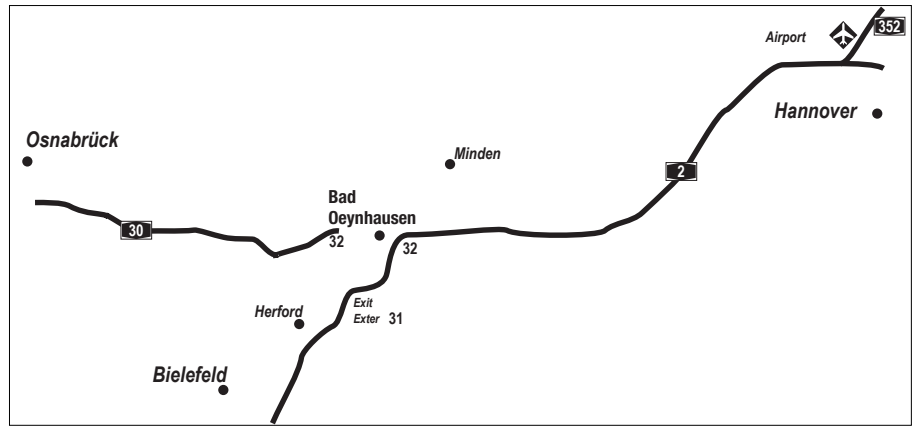 352
Airport
Hannover
Osnabrück
Minden
2
Bad
Oeynhausen
30
32
32
Herford
Exit
Exter 31
Bielefeld